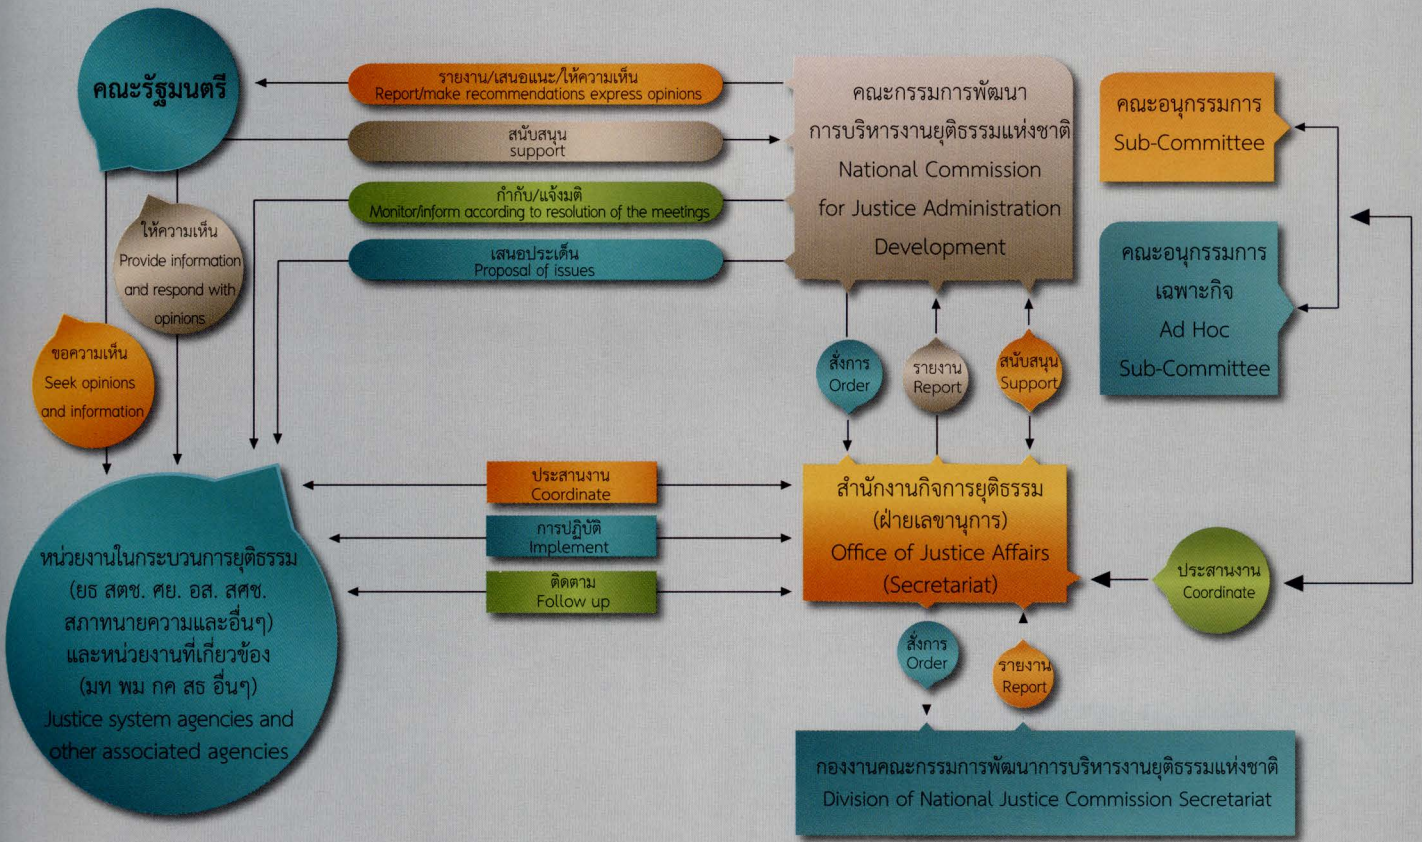 คณะรัฐมนตรี
รายงาน/เสนอแนะ/ให้ความเห็น
Report/make recommendations express opinions
สนับสนุน
support
กำกับ/แจ้งมติ
Monitor/inform according to resolution of the meetings
เสนอประเด็น
Proposal of issues
คณะกรรมการพัฒนา
การบริหารงานยุติธรรมแห่งชาติ
National Commission
for Justice Administration
Development
คณะอนุกรรมการ
Sub-Committee
คณะอนุกรรมการ
เฉพาะกิจ
Ad Hoc
Sub-Committee
ให้ความเห็น
Provide information
and respond with
opinions
ขอความเห็น
Seek opinions
and information
สั่งการ
Order
รายงาน
Report
สนับสนุน
Support
ประสานงาน
Coordinate
การปฏิบัติ
Implement
ติดตาม
Follow up
สำนักงานกิจการยุติธรรม
(ฝ่ายเลขานุการ)
Office of Justice Affairs
(Secretariat)
ประสานงาน
Coordinate
หน่วยงานในกระบวนการยุติธรรม
(ยธ สตช. ศย. อส. สศช.
สภาทนายความและอื่นๆ)
และหน่วยงานที่เกี่ยวข้อง
(มท พม กค สธ อื่นๆ)
Justice system agencies and
other associated agencies
สั่งการ
Order
รายงาน
Report
กองงานคณะกรรมการพัฒนาการบริหารงานยุติธรรมแห่งชาติ
Division of National Justice Commission Secretariat